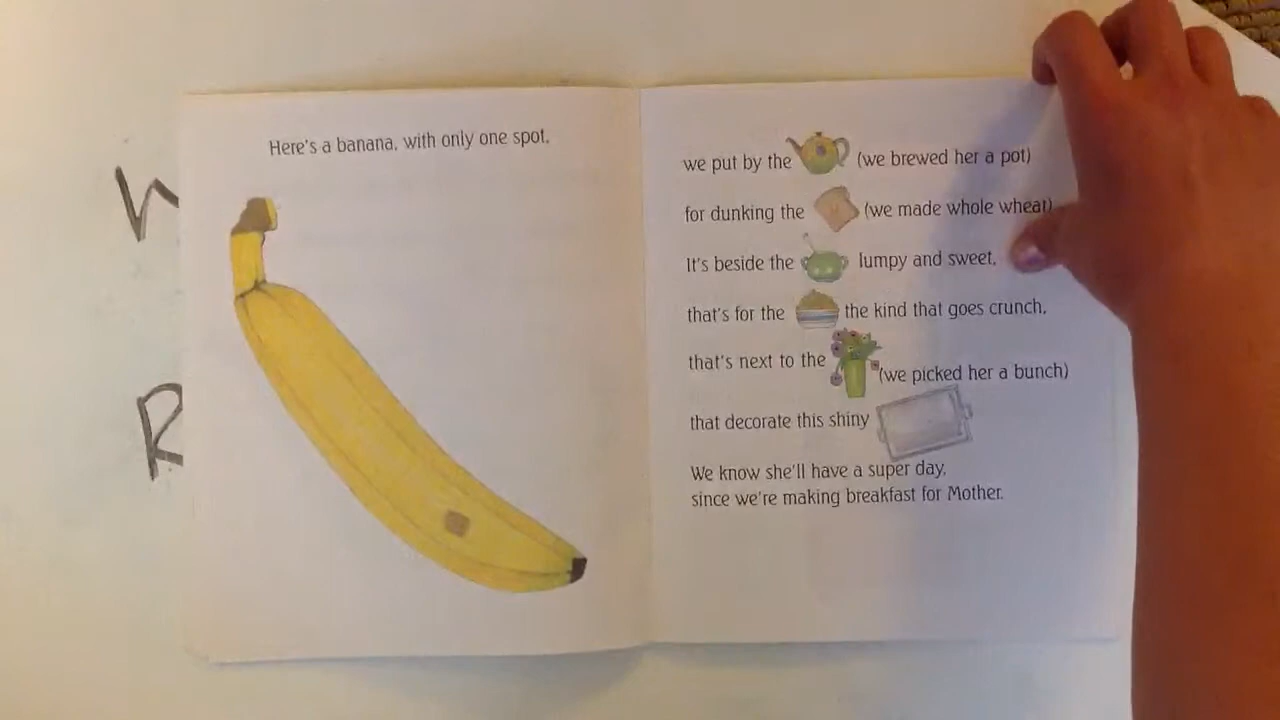 Here's a banana, with only one spot,
we put by the (we brewed her a pot)
for dunking the (we made whole wheat).
It's beside the lumpy and sweet,
that's for the the kind that goes crunch,
that's next to the (we picked her a bunch)
that decorate this shiny
We know she'll have a super day,
since we're making breakfast for Mother.
R